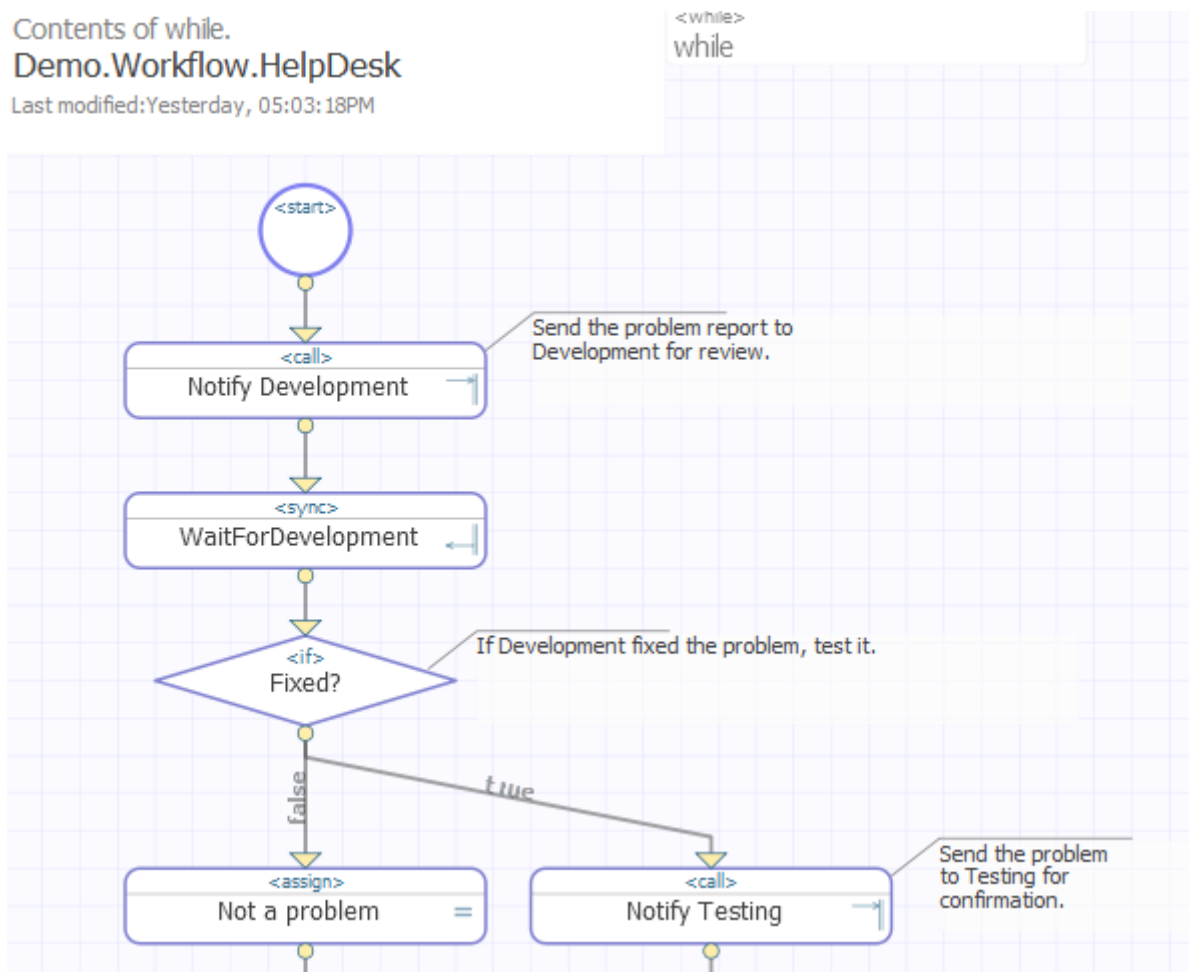 Contents of while.
Demo.Workflow.HelpDesk
Last modified:Yesterday, 05:03:18PM
<while>
while
<start>
<call>
Notify Development
Send the problem report to
Development for review.
<sync>
WaitForDevelopment
<if>
Fixed?
If Development fixed the problem, test it.
false
true
<assign>
Not a problem
=
<call>
Notify Testing
Send the problem
to Testing for
confirmation.